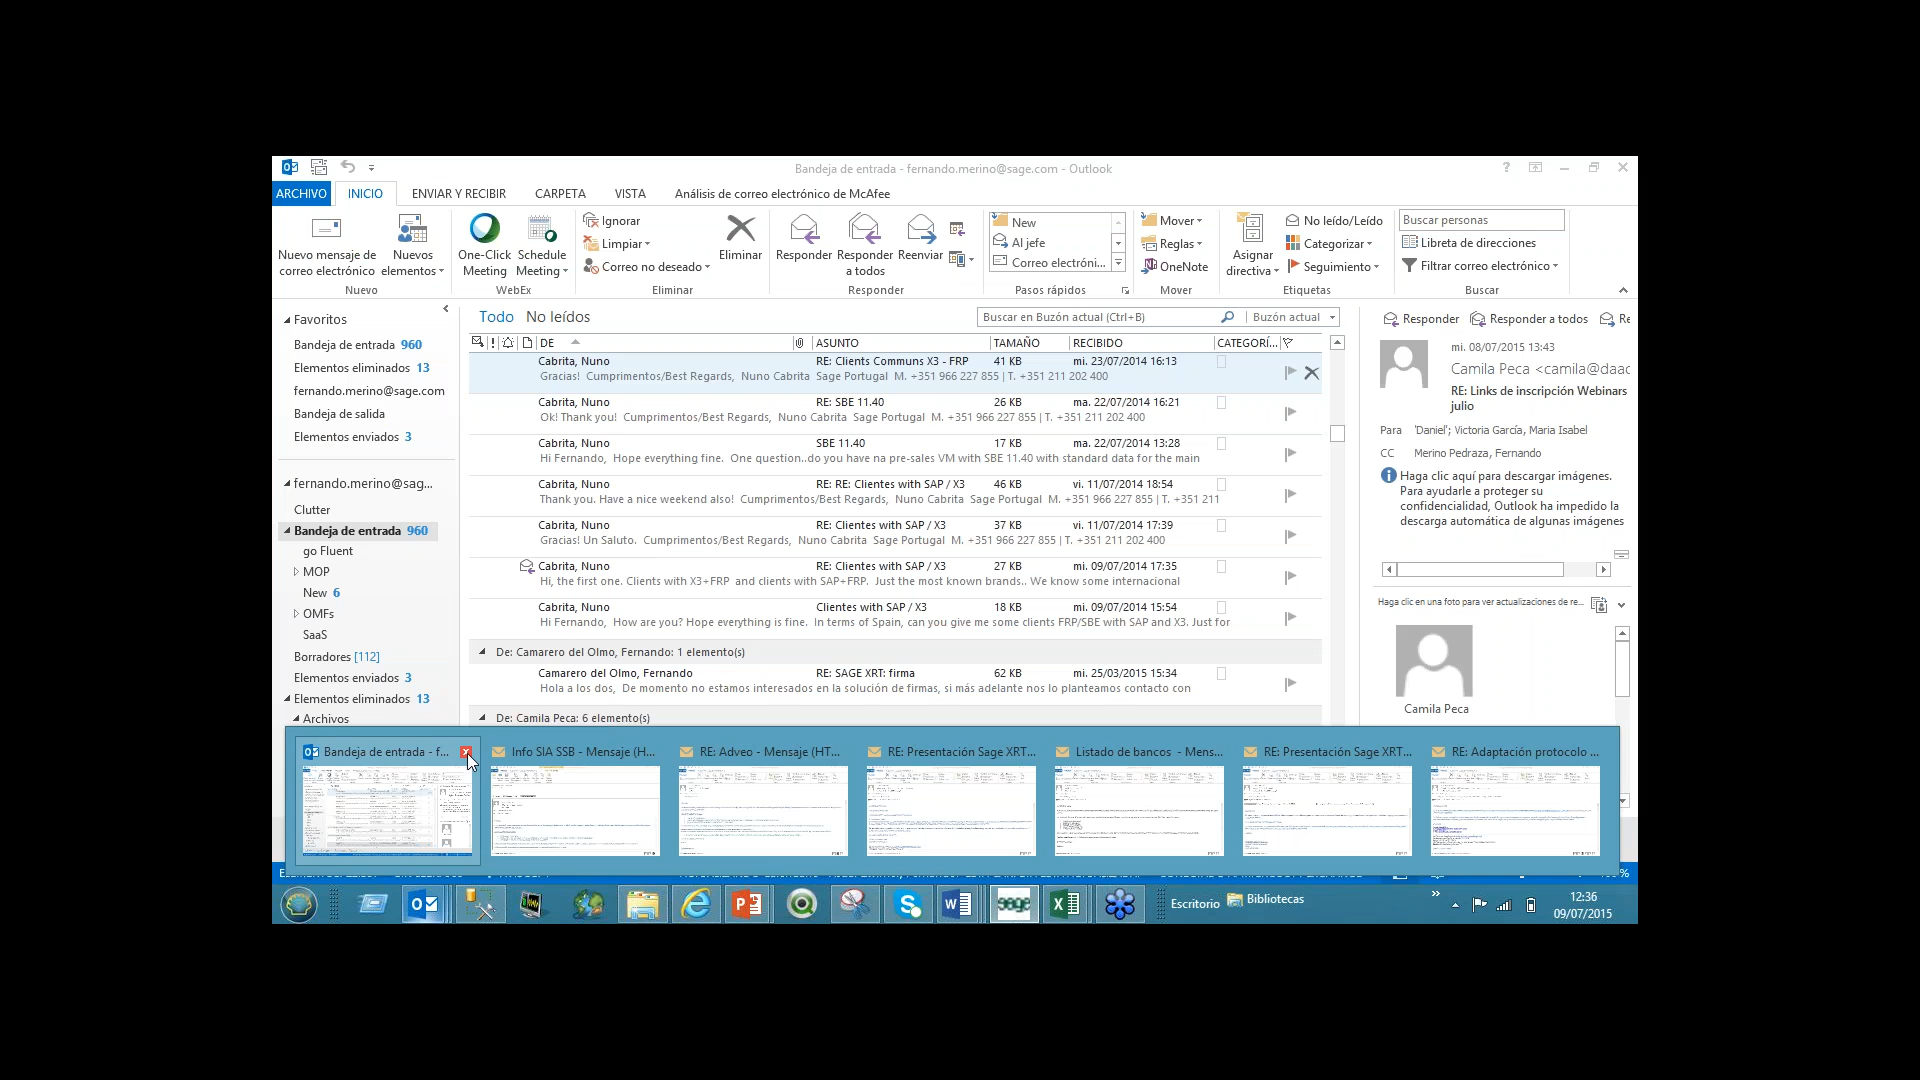 Bandeja de entrada - fernando.merino@sage.com - Outlook
ARCHIVO INICIO ENVIAR Y RECIBIR CARPETA VISTA Análisis de correo electrónico de McAfee
Nuevo mensaje de correo electrónico
Nuevos elementos
Nuevo
One-Click Meeting
Schedule Meeting
WebEx
Ignorar
Limpiar
Correo no deseado
Eliminar
Eliminar
Responder
Responder a todos
Reenviar
Responder
New
Al jefe
Correo electróni...
Pasos rápidos
Mover
Reglas
OneNote
Mover
Asignar directiva
No leído/Leído
Categorizar
Seguimiento
Etiquetas
Buscar personas
Libreta de direcciones
Filtrar correo electrónico
Buscar
Favoritos
Bandeja de entrada 960
Elementos eliminados 13
fernando.merino@sage.com
Bandeja de salida
Elementos enviados 3
fernando.merino@sag...
Clutter
Bandeja de entrada 960
go Fluent
MOP
New 6
OMFs
SaaS
Borradores [112]
Elementos enviados 3
Elementos eliminados 13
Archivos
Todo No leídos
Buscar en Buzón actual (Ctrl+B) Buzón actual
DE ASUNTO TAMAÑO RECIBIDO CATEGORÍ...
Cabrita, Nuno RE: Clients Communs X3 - FRP 41 KB mi. 23/07/2014 16:13
Gracias! Cumprimentos/Best Regards, Nuno Cabrita Sage Portugal M. +351 966 227 855 | T. +351 211 202 400
Cabrita, Nuno RE: SBE 11.40 26 KB ma. 22/07/2014 16:21
Ok! Thank you! Cumprimentos/Best Regards, Nuno Cabrita Sage Portugal M. +351 966 227 855 | T. +351 211 202 400
Cabrita, Nuno SBE 11.40 17 KB ma. 22/07/2014 13:28
Hi Fernando, Hope everything fine. One question..do you have na pre-sales VM with SBE 11.40 with standard data for the main
Cabrita, Nuno RE: RE: Clientes with SAP / X3 46 KB vi. 11/07/2014 18:54
Thank you. Have a nice weekend also! Cumprimentos/Best Regards, Nuno Cabrita Sage Portugal M. +351 966 227 855 | T. +351 211
Cabrita, Nuno RE: Clientes with SAP / X3 37 KB vi. 11/07/2014 17:39
Gracias! Un Saluto. Cumprimentos/Best Regards, Nuno Cabrita Sage Portugal M. +351 966 227 855 | T. +351 211 202 400
Cabrita, Nuno RE: Clientes with SAP / X3 27 KB mi. 09/07/2014 17:35
Hi, the first one. Clients with X3+FRP and clients with SAP+FRP. Just the most known brands.. We know some internacional
Cabrita, Nuno Clientes with SAP / X3 18 KB mi. 09/07/2014 15:54
Hi Fernando, How are you? Hope everything is fine. In terms of Spain, can you give me some clients FRP/SBE with SAP and X3. Just for
De: Camarero del Olmo, Fernando: 1 elemento(s)
Camarero del Olmo, Fernando RE: SAGE XRT: firma 62 KB mi. 25/03/2015 15:34
Hola a los dos, De momento no estamos interesados en la solución de firmas, si más adelante nos lo planteamos contacto con
De: Camila Peca: 6 elemento(s)
Responder Responder a todos Re
mi. 08/07/2015 13:43
Camila Peca <camila@daac
RE: Links de inscripción Webinars
julio
Para 'Daniel'; Victoria García, Maria Isabel
CC Merino Pedraza, Fernando
Haga clic aquí para descargar imágenes.
Para ayudarle a proteger su
confidencialidad, Outlook ha impedido la
descarga automática de algunas imágenes
Haga clic en una foto para ver actualizaciones de re...
Camila Peca
Bandeja de entrada - f... Info SIA SSB - Mensaje (H... RE: Adveo - Mensaje (HT... RE: Presentación Sage XRT... Listado de bancos - Mens... RE: Presentación Sage XRT... RE: Adaptación protocolo ...
sage
Escritorio Bibliotecas
12:36
09/07/2015